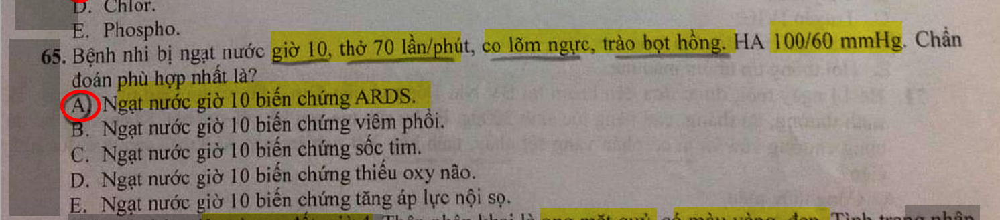 D. Chlor.
E. Phospho.
65. Bệnh nhi bị ngạt nước giờ 10, thở 70 lần/phút, co lõm ngực, trào bọt hồng. HA 100/60 mmHg. Chẩn
đoán phù hợp nhất là?
A) Ngạt nước giờ 10 biến chứng ARDS.
B. Ngạt nước giờ 10 biến chứng viêm phổi.
C. Ngạt nước giờ 10 biến chứng sốc tim.
D. Ngạt nước giờ 10 biến chứng thiếu oxy não.
E. Ngạt nước giờ 10 biến chứng tăng áp lực nội sọ.